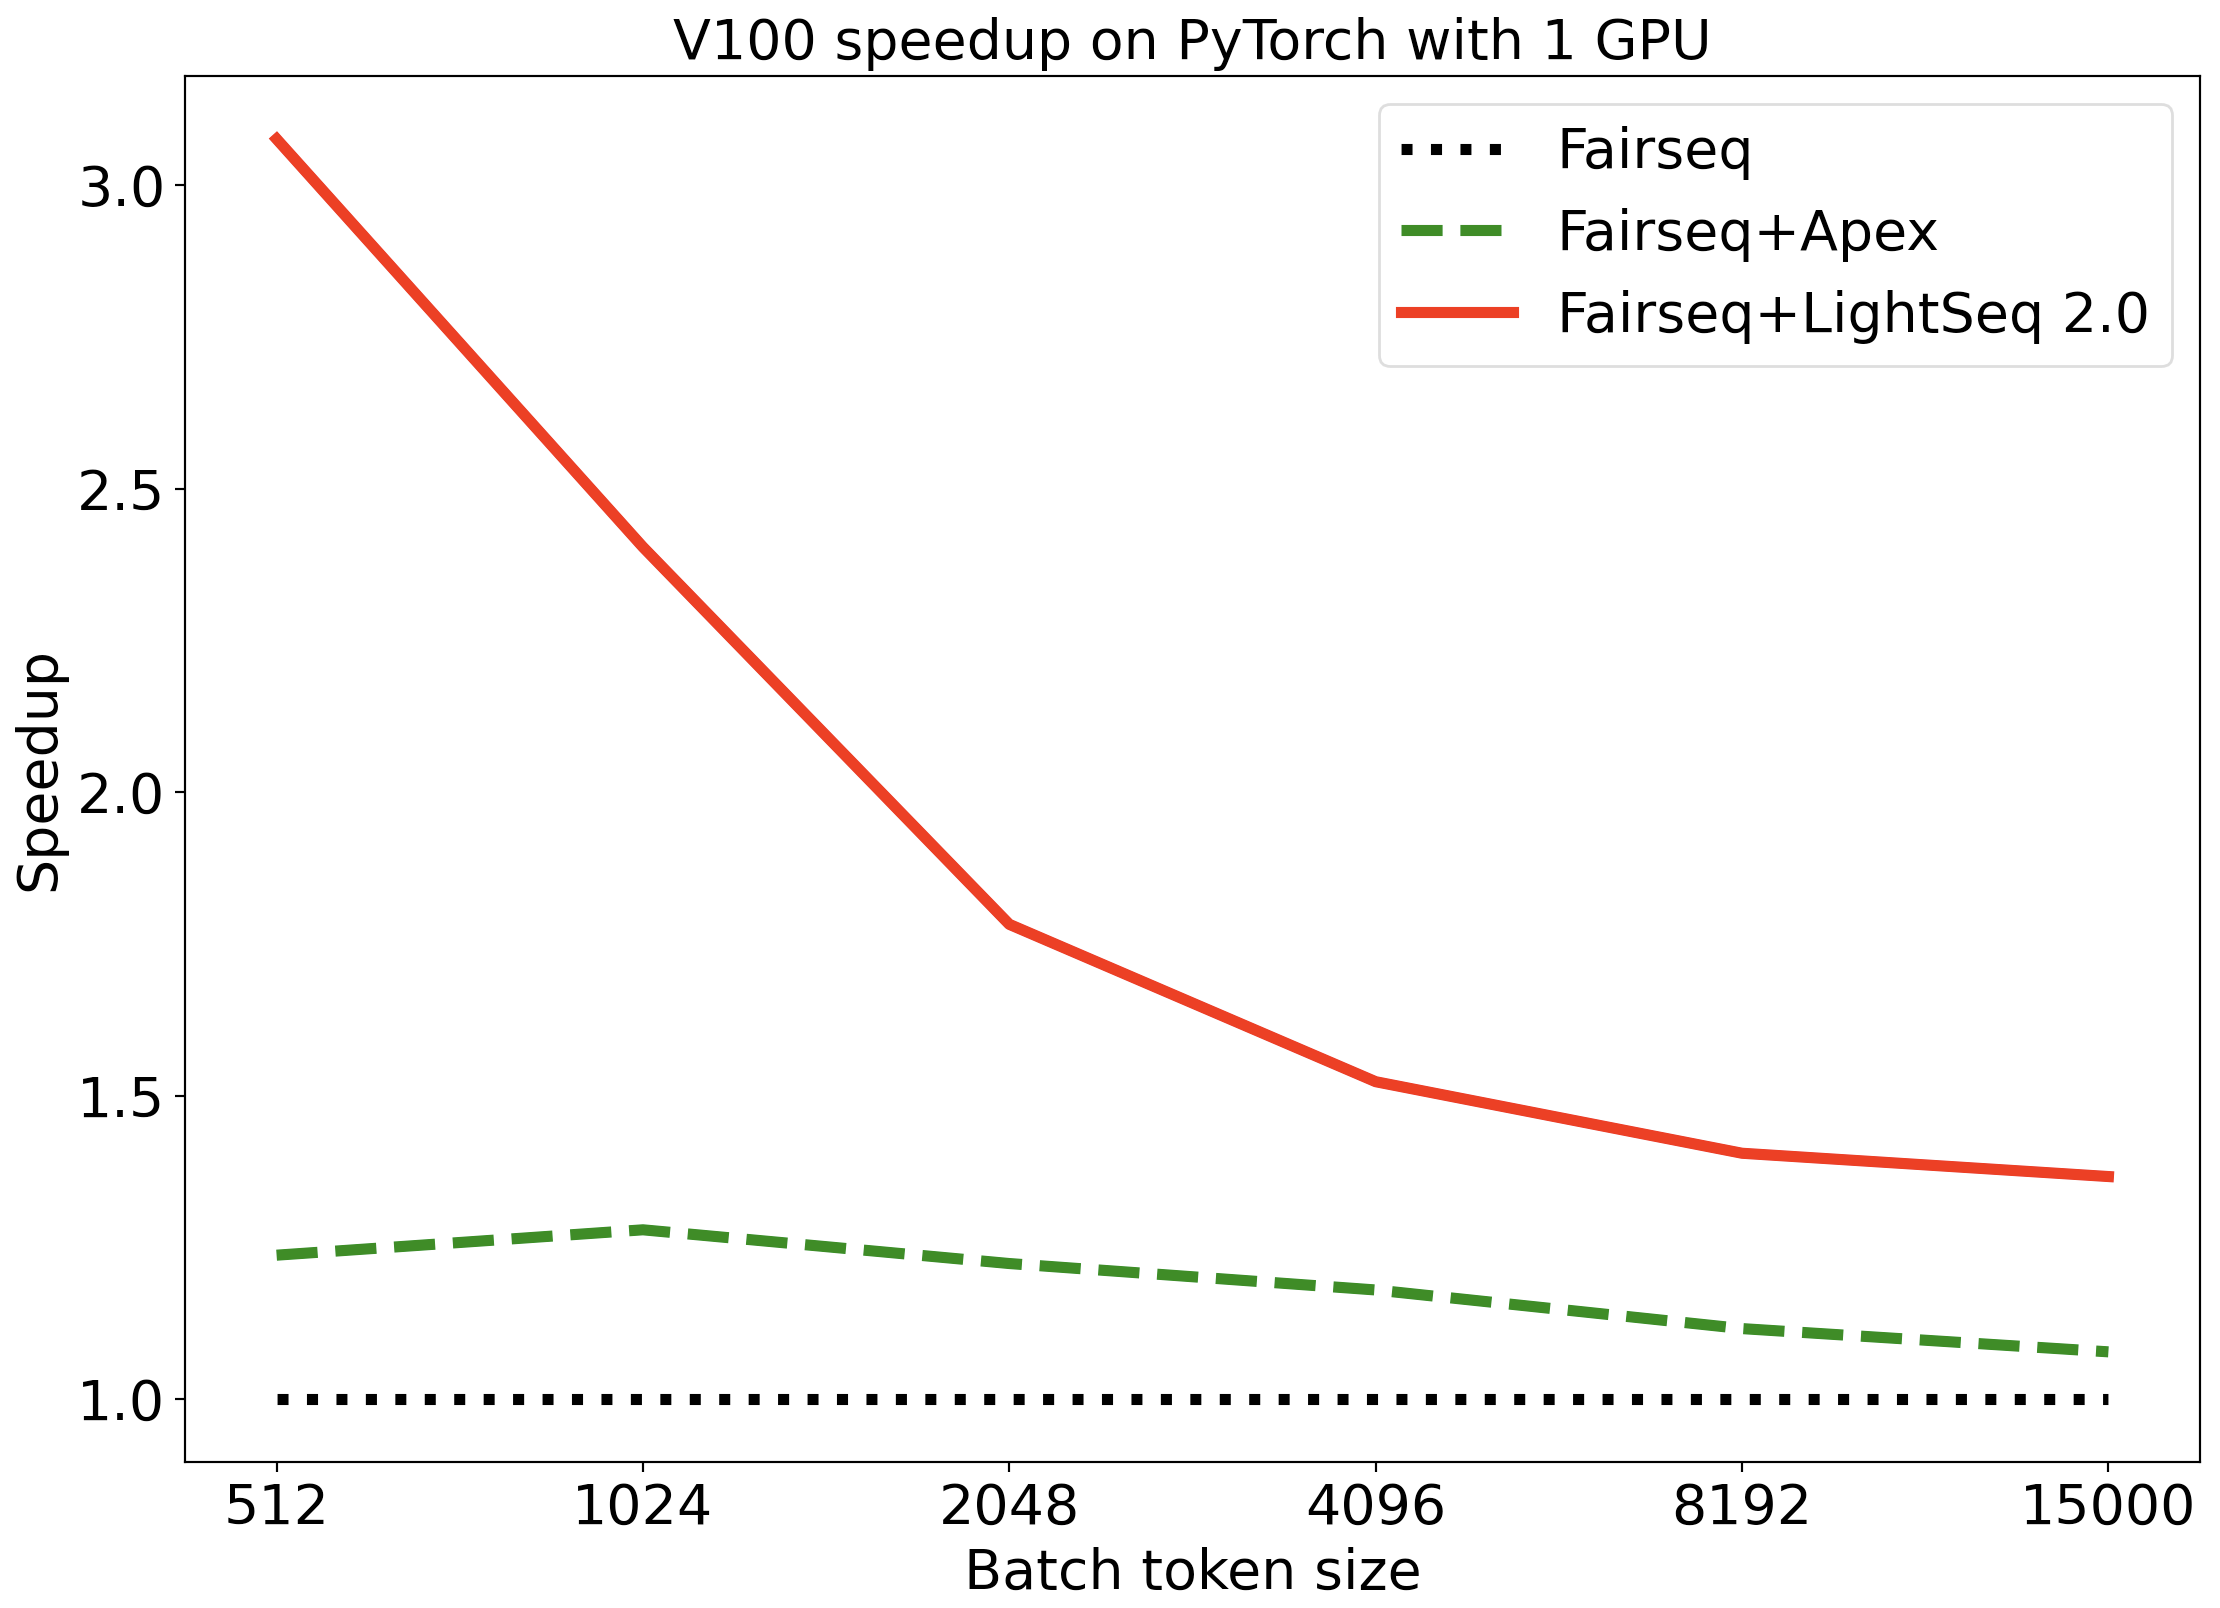 V100 speedup on PyTorch with 1 GPU
Fairseq
Fairseq+Apex
Fairseq+LightSeq 2.0
Speedup
3.0
2.5
2.0
1.5
1.0
512 1024 2048 4096 8192 15000
Batch token size